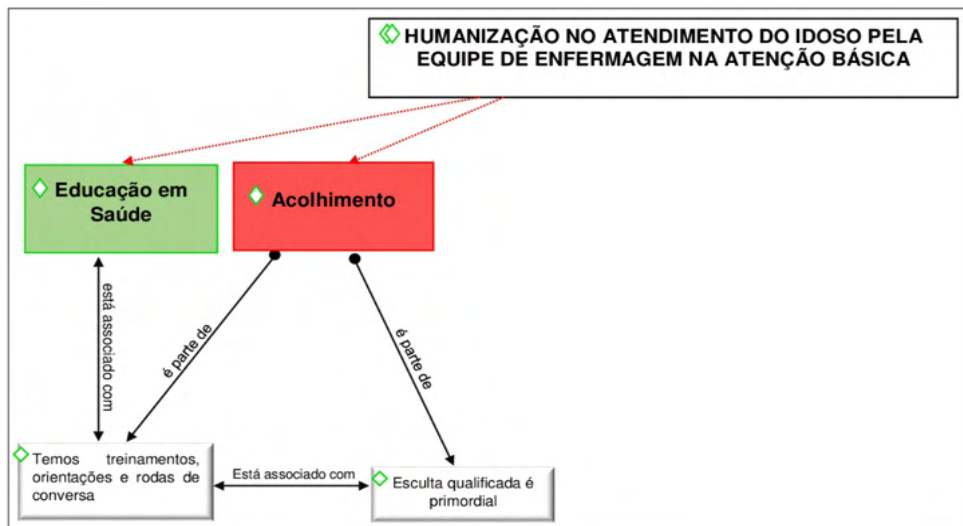 HUMANIZAÇÃO NO ATENDIMENTO DO IDOSO PELA
EQUIPE DE ENFERMAGEM NA ATENÇÃO BÁSICA
Educação em
Saúde
Acolhimento
está associado com
é parte de
é parte de
Temos treinamentos,
orientações e rodas de
conversa
Está associado com
Esculta qualificada é
primordial